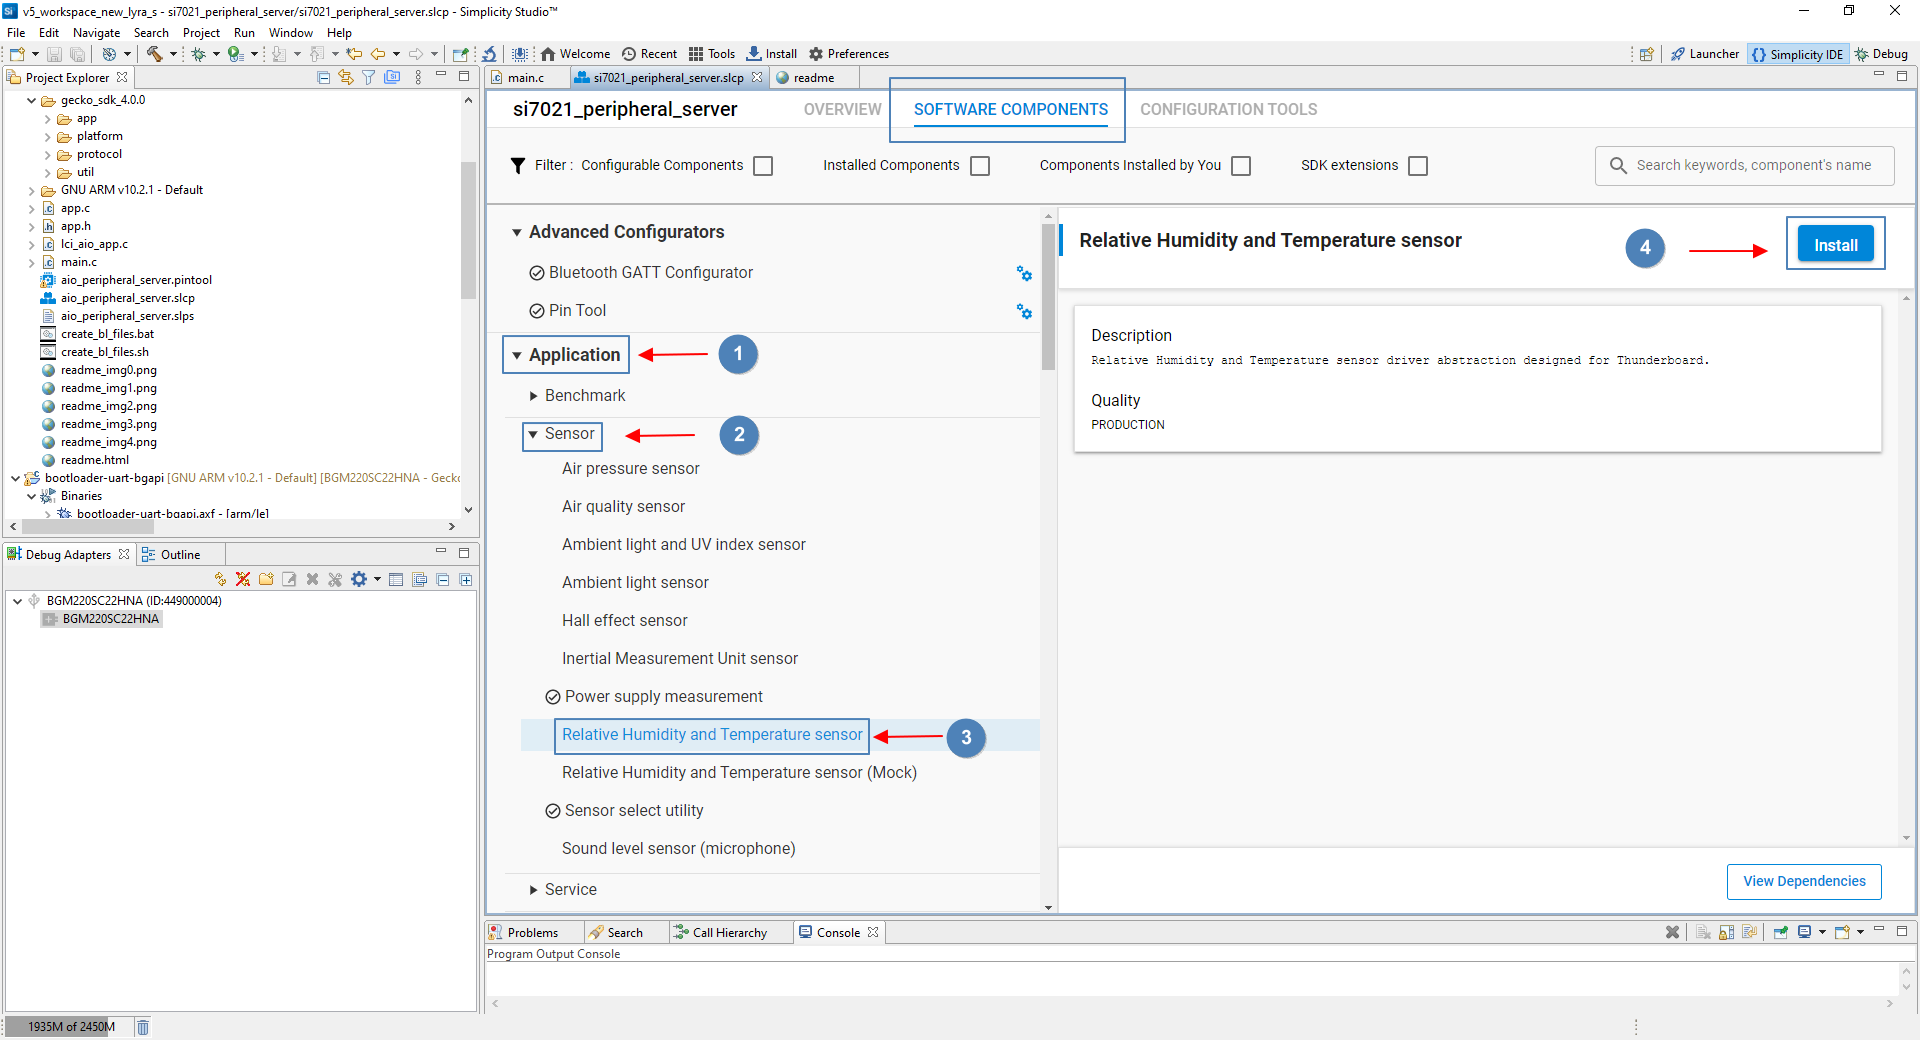 v5_workspace_new_lyra_s - si7021_peripheral_server/si7021_peripheral_server.slcp - Simplicity Studio™
File Edit Navigate Search Project Run Window Help
Welcome Recent Tools Install Preferences Launcher Simplicity IDE Debug
Project Explorer
gecko_sdk_4.0.0
app
platform
protocol
util
GNU ARM v10.2.1 - Default
app.c
app.h
lci_aio_app.c
main.c
aio_peripheral_server.pintool
aio_peripheral_server.slcp
aio_peripheral_server.slps
create_bl_files.bat
create_bl_files.sh
readme_img0.png
readme_img1.png
readme_img2.png
readme_img3.png
readme_img4.png
readme.html
bootloader-uart-bgapi [GNU ARM v10.2.1 - Default] [BGM220SC22HNA - Gecko
Binaries
bootloader-uart-bgapi.axf - [arm/le]
Debug Adapters Outline
BGM220SC22HNA (ID:449000004)
BGM220SC22HNA
1935M of 2450M
main.c si7021_peripheral_server.slcp readme
si7021_peripheral_server OVERVIEW SOFTWARE COMPONENTS CONFIGURATION TOOLS
Filter : Configurable Components Installed Components Components Installed by You SDK extensions Search keywords, component's name
Advanced Configurators
Bluetooth GATT Configurator
Pin Tool
Application 1
Benchmark
Sensor 2
Air pressure sensor
Air quality sensor
Ambient light and UV index sensor
Ambient light sensor
Hall effect sensor
Inertial Measurement Unit sensor
Power supply measurement
Relative Humidity and Temperature sensor 3
Relative Humidity and Temperature sensor (Mock)
Sensor select utility
Sound level sensor (microphone)
Service
Relative Humidity and Temperature sensor 4 Install
Description
Relative Humidity and Temperature sensor driver abstraction designed for Thunderboard.
Quality
PRODUCTION
View Dependencies
Problems Search Call Hierarchy Console
Program Output Console